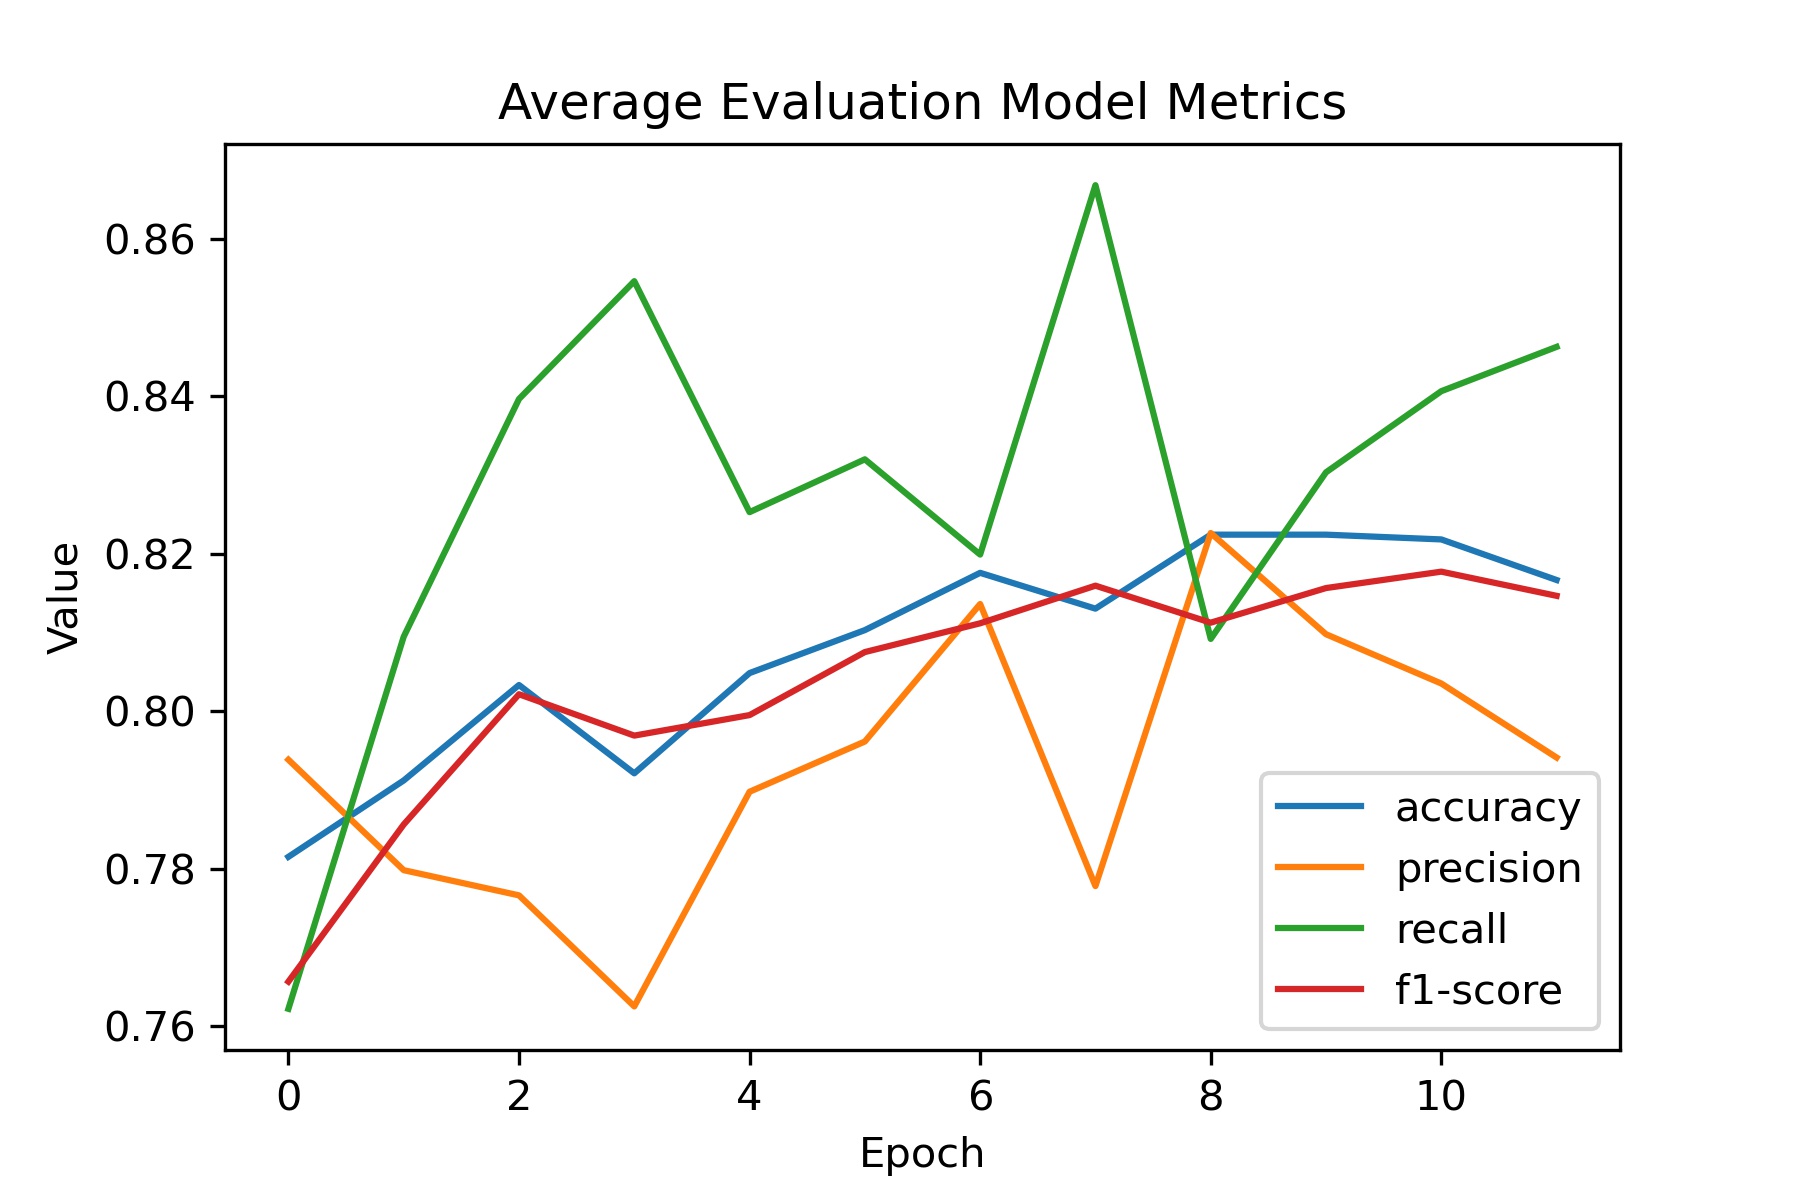 Average Evaluation Model Metrics
Value
0.86
0.84
0.82
0.80
0.78
0.76
accuracy
precision
recall
f1-score
0 2 4 6 8 10
Epoch